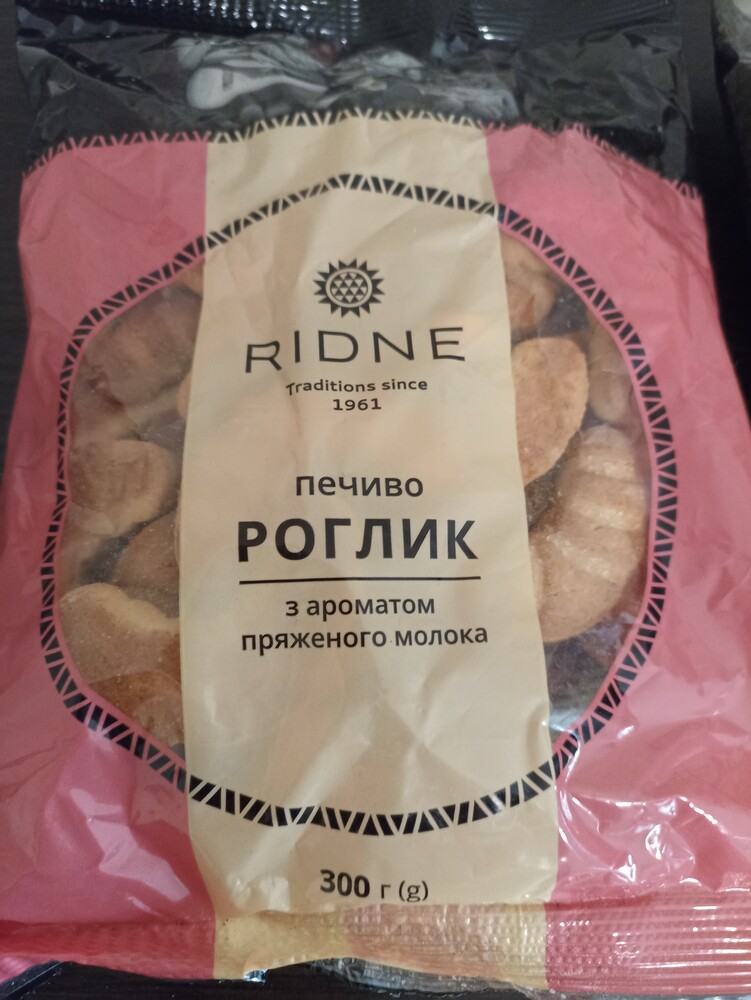 RIDNE
Traditions since
1961
печиво
РОГЛИК
з ароматом
пряженого молока
300 г (g)